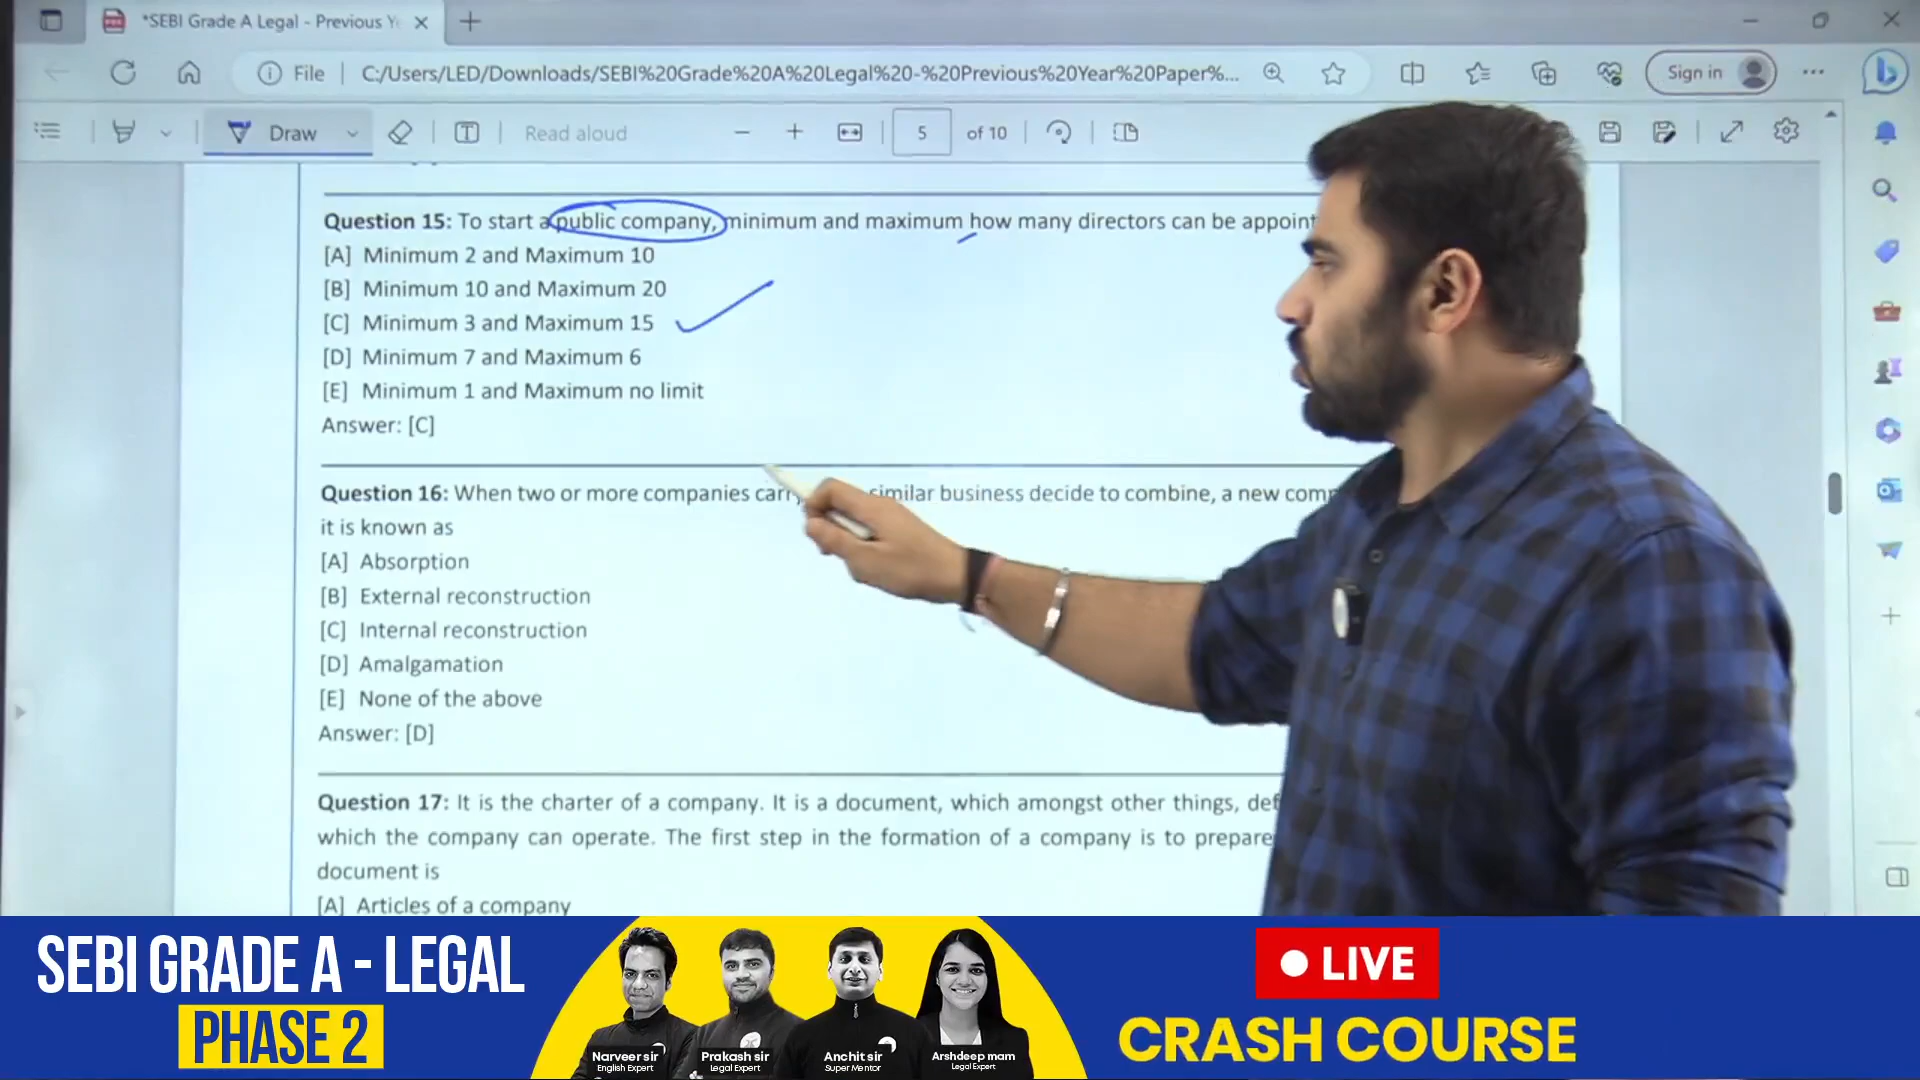 *SEBI Grade A Legal - Previous Y
File
C:/Users/LED/Downloads/SEBI%20Grade%20A%20Legal%20-%20Previous%20Year%20Paper%...
Sign in
Draw
Read aloud
5
of 10
Question 15: To start a public company, minimum and maximum how many directors can be appoint
[A] Minimum 2 and Maximum 10
[B] Minimum 10 and Maximum 20
[C] Minimum 3 and Maximum 15
[D] Minimum 7 and Maximum 6
[E] Minimum 1 and Maximum no limit
Answer: [C]
Question 16: When two or more companies carry similar business decide to combine, a new comp
it is known as
[A] Absorption
[B] External reconstruction
[C] Internal reconstruction
[D] Amalgamation
[E] None of the above
Answer: [D]
Question 17: It is the charter of a company. It is a document, which amongst other things, def
which the company can operate. The first step in the formation of a company is to prepare
document is
[A] Articles of a company
SEBI GRADE A - LEGAL
PHASE 2
Narveer sir
English Expert
Prakash sir
Legal Expert
Anchit sir
Super Mentor
Arshdeep mam
Legal Expert
LIVE
CRASH COURSE